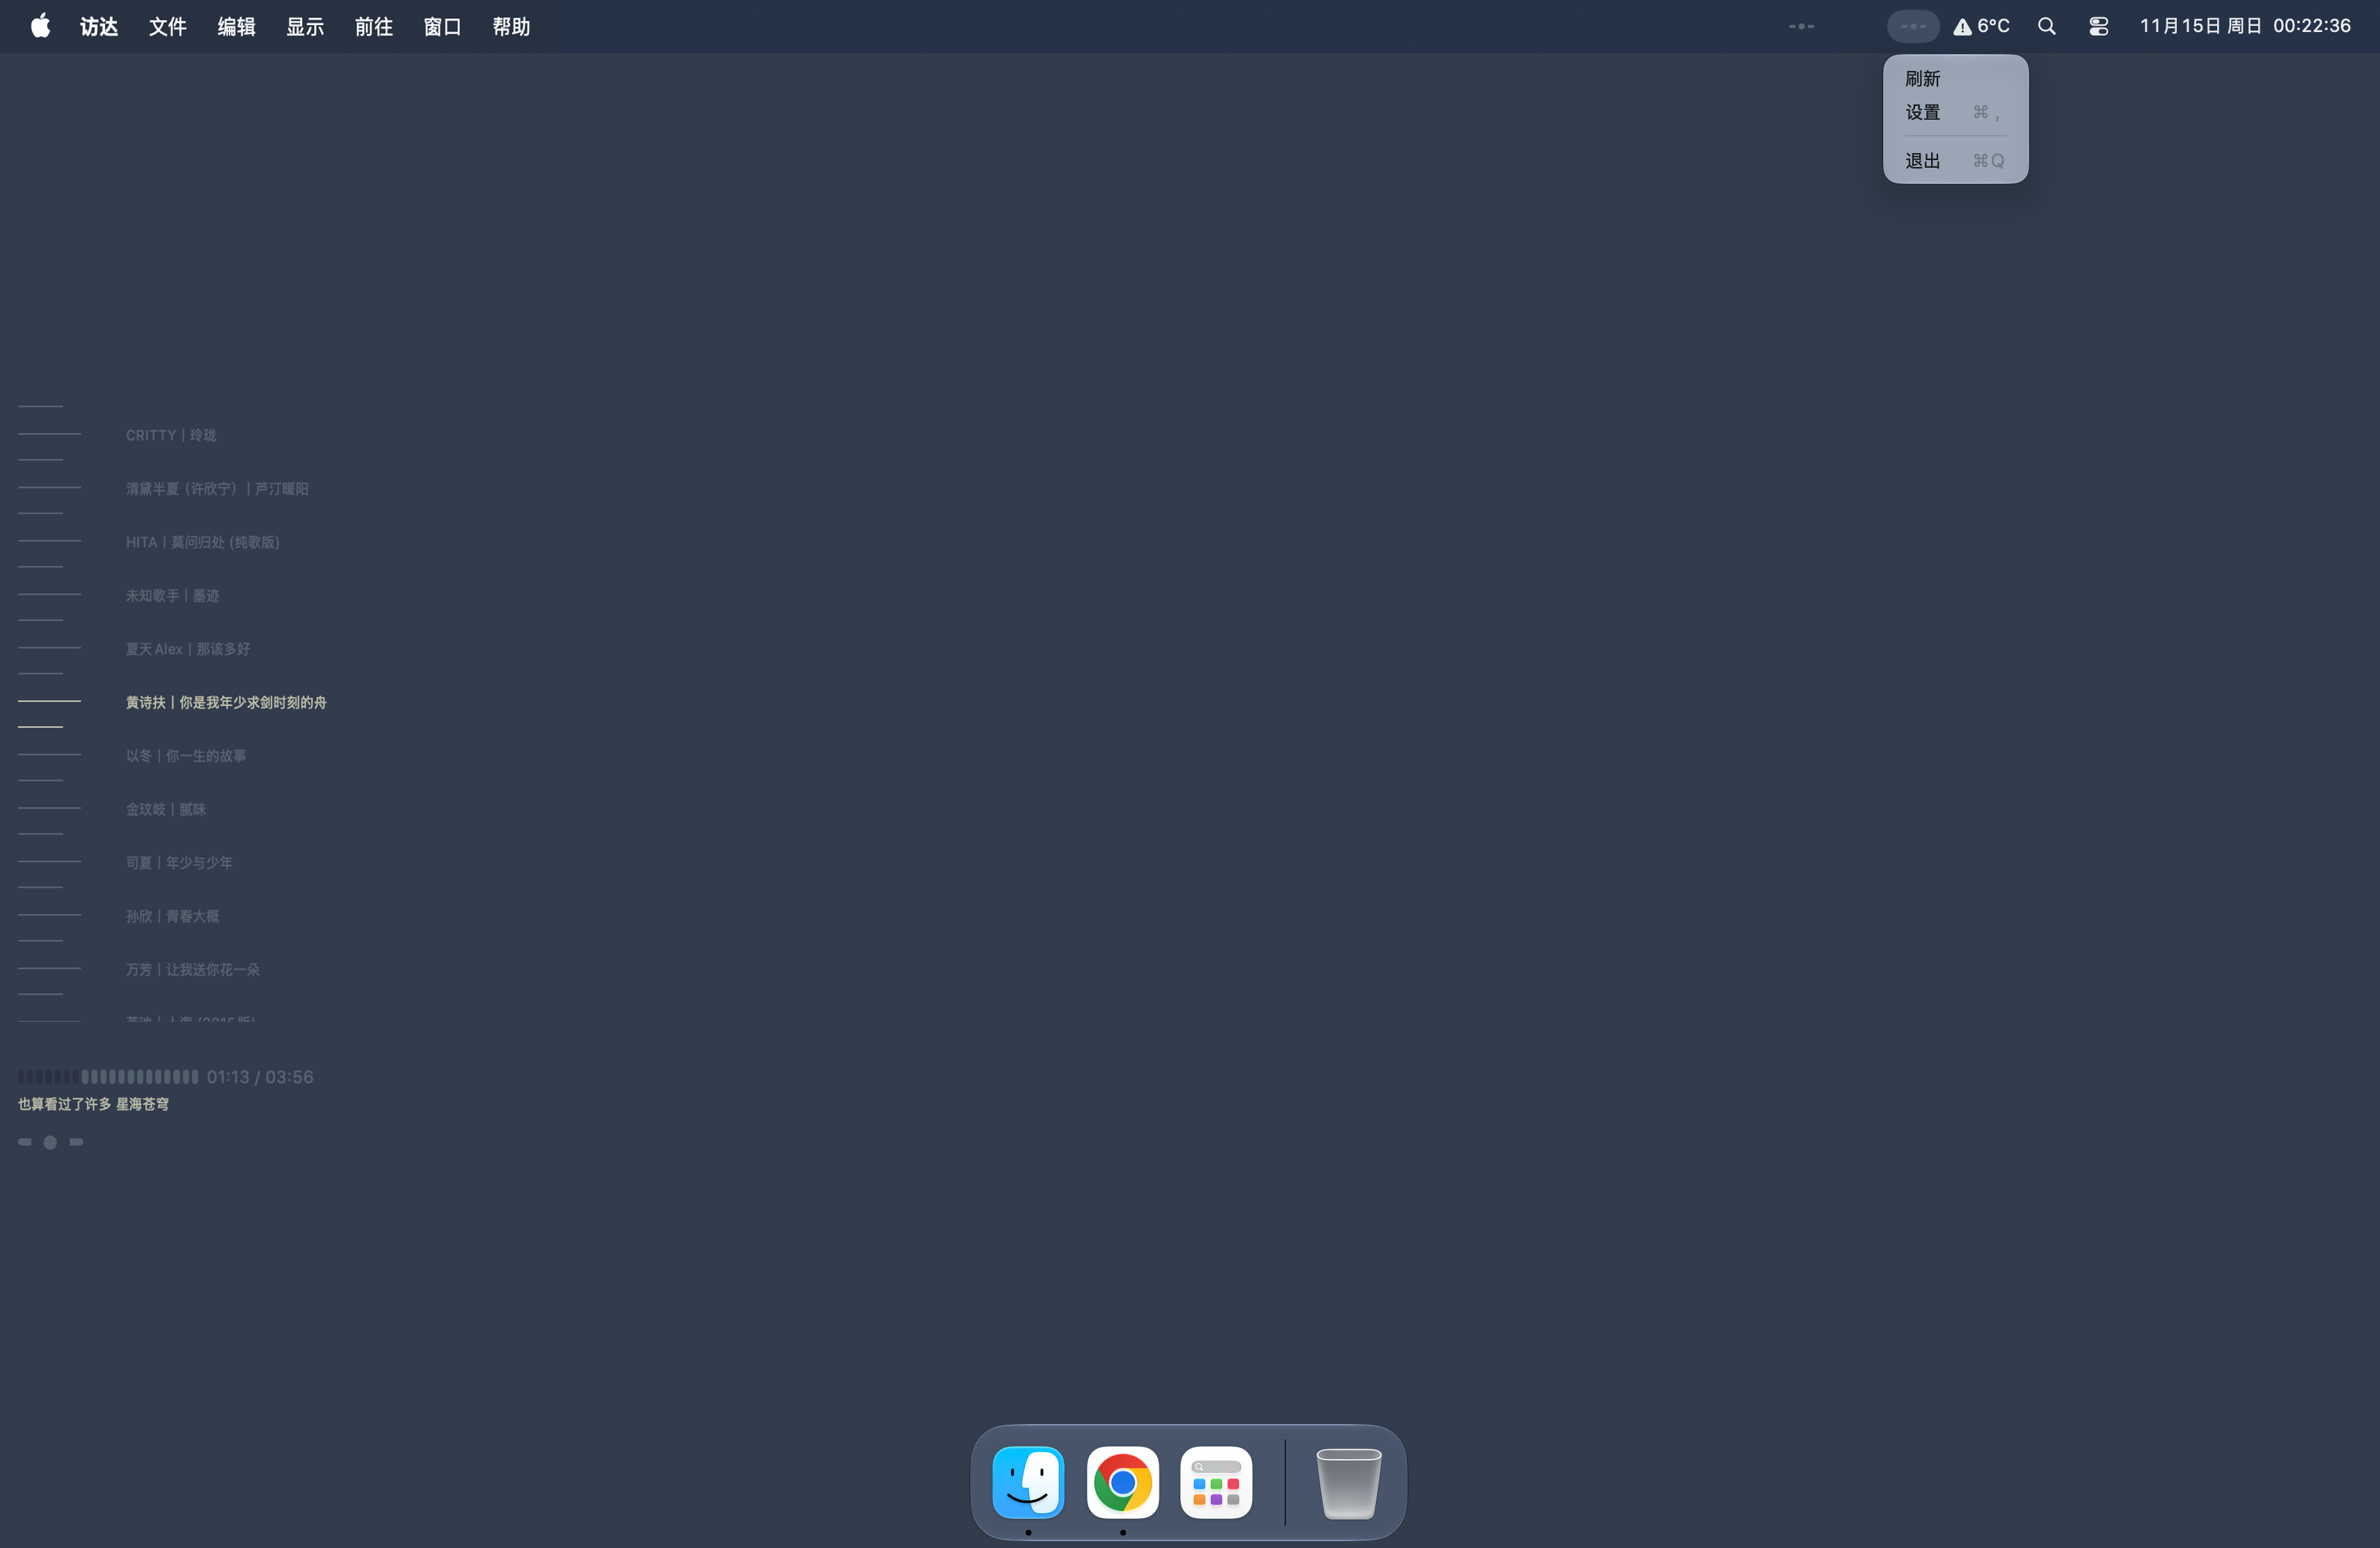 访达 文件 编辑 显示 前往 窗口 帮助 6°C 11月15日 周日 00:22:36
刷新
设置 ⌘ ,
退出 ⌘Q
CRITTY | 玲珑
清黛半夏 (许欣宁) | 芦汀暖阳
HITA | 莫问归处 (纯歌版)
未知歌手 | 墨迹
夏天 Alex | 那该多好
黄诗扶 | 你是我年少求剑时刻的舟
以冬 | 你一生的故事
金玟岐 | 腻味
司夏 | 年少与少年
孙欣 | 青春大概
万芳 | 让我送你花一朵
01:13 / 03:56
也算看过了许多 星海苍穹